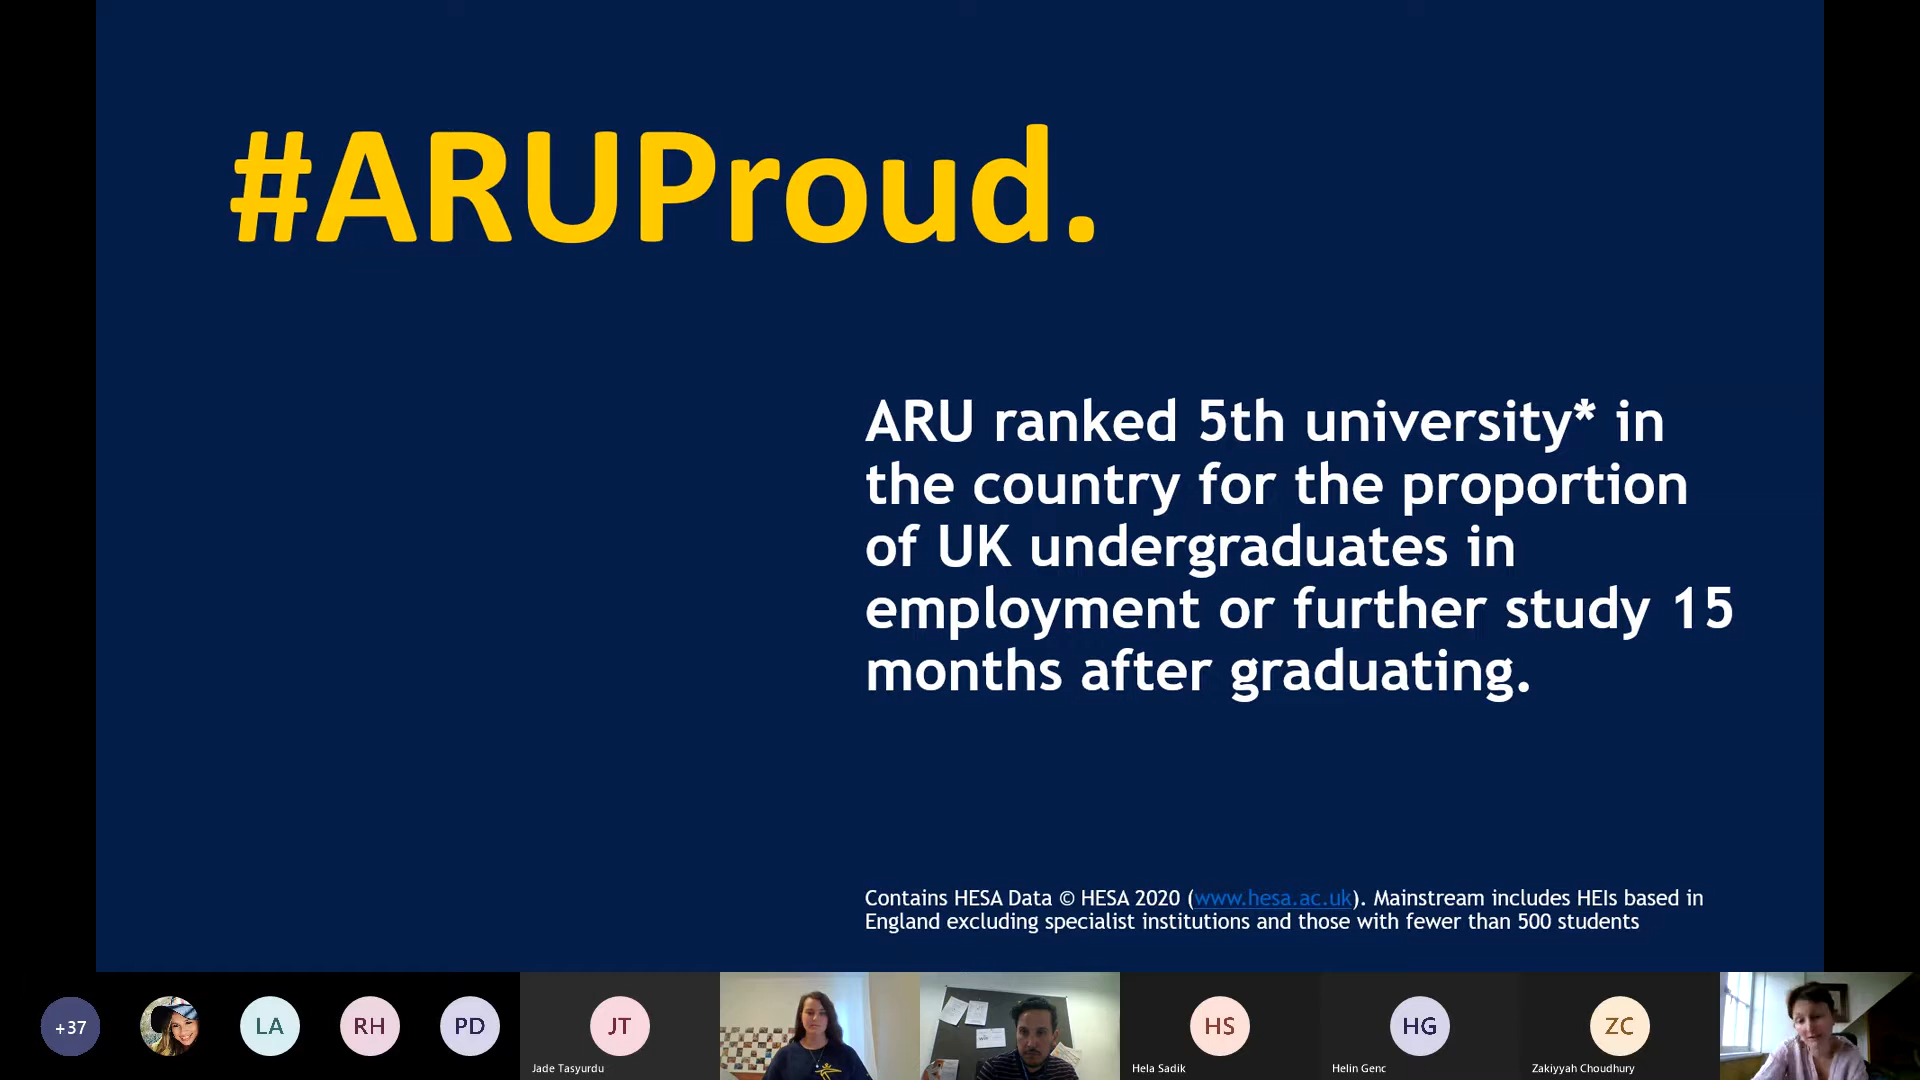 #ARUProud.
ARU ranked 5th university* in
the country for the proportion
of UK undergraduates in
employment or further study 15
months after graduating.
Contains HESA Data © HESA 2020 (www.hesa.ac.uk). Mainstream includes HEIs based in
England excluding specialist institutions and those with fewer than 500 students
+37
LA
RH
PD
JT
Jade Tasyurdu
HS
Hela Sadik
HG
Helin Genc
ZC
Zakiyyah Choudhury